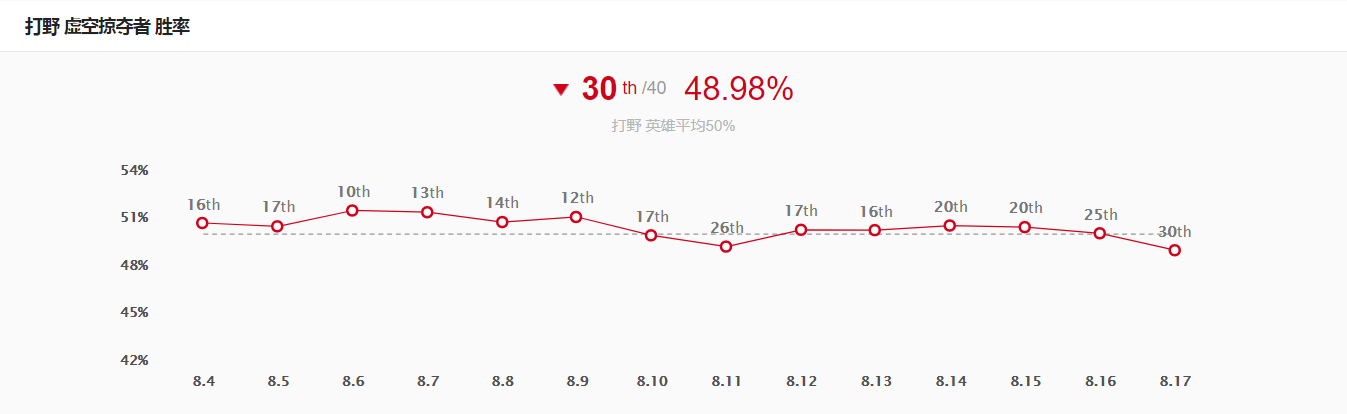 打野 虚空掠夺者 胜率
▼ 30 th /40 48.98%
打野 英雄平均50%
54%
51%
48%
45%
42%
16th 17th 10th 13th 14th 12th 17th 26th 17th 16th 20th 20th 25th 30th
8.4 8.5 8.6 8.7 8.8 8.9 8.10 8.11 8.12 8.13 8.14 8.15 8.16 8.17